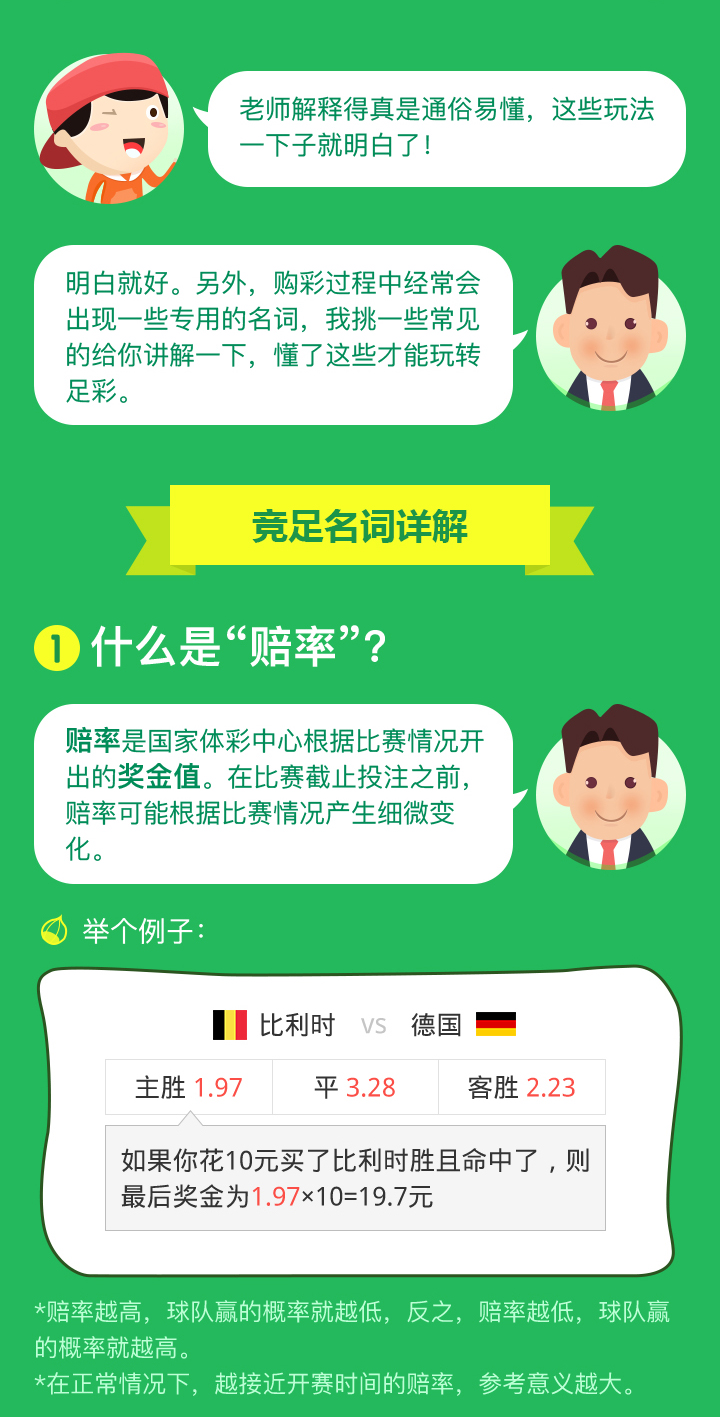 老师解释得真是通俗易懂，这些玩法
一下子就明白了！
明白就好。另外，购彩过程中经常会
出现一些专用的名词，我挑一些常见
的给你讲解一下，懂了这些才能玩转
足彩。
竞足名词详解
1 什么是“赔率”？
赔率是国家体彩中心根据比赛情况开
出的奖金值。在比赛截止投注之前，
赔率可能根据比赛情况产生细微变
化。
举个例子：
比利时 vs 德国
主胜 1.97 平 3.28 客胜 2.23
如果你花10元买了比利时胜且命中了，则
最后奖金为1.97×10=19.7元
*赔率越高，球队赢的概率就越低，反之，赔率越低，球队赢
的概率就越高。
*在正常情况下，越接近开赛时间的赔率，参考意义越大。